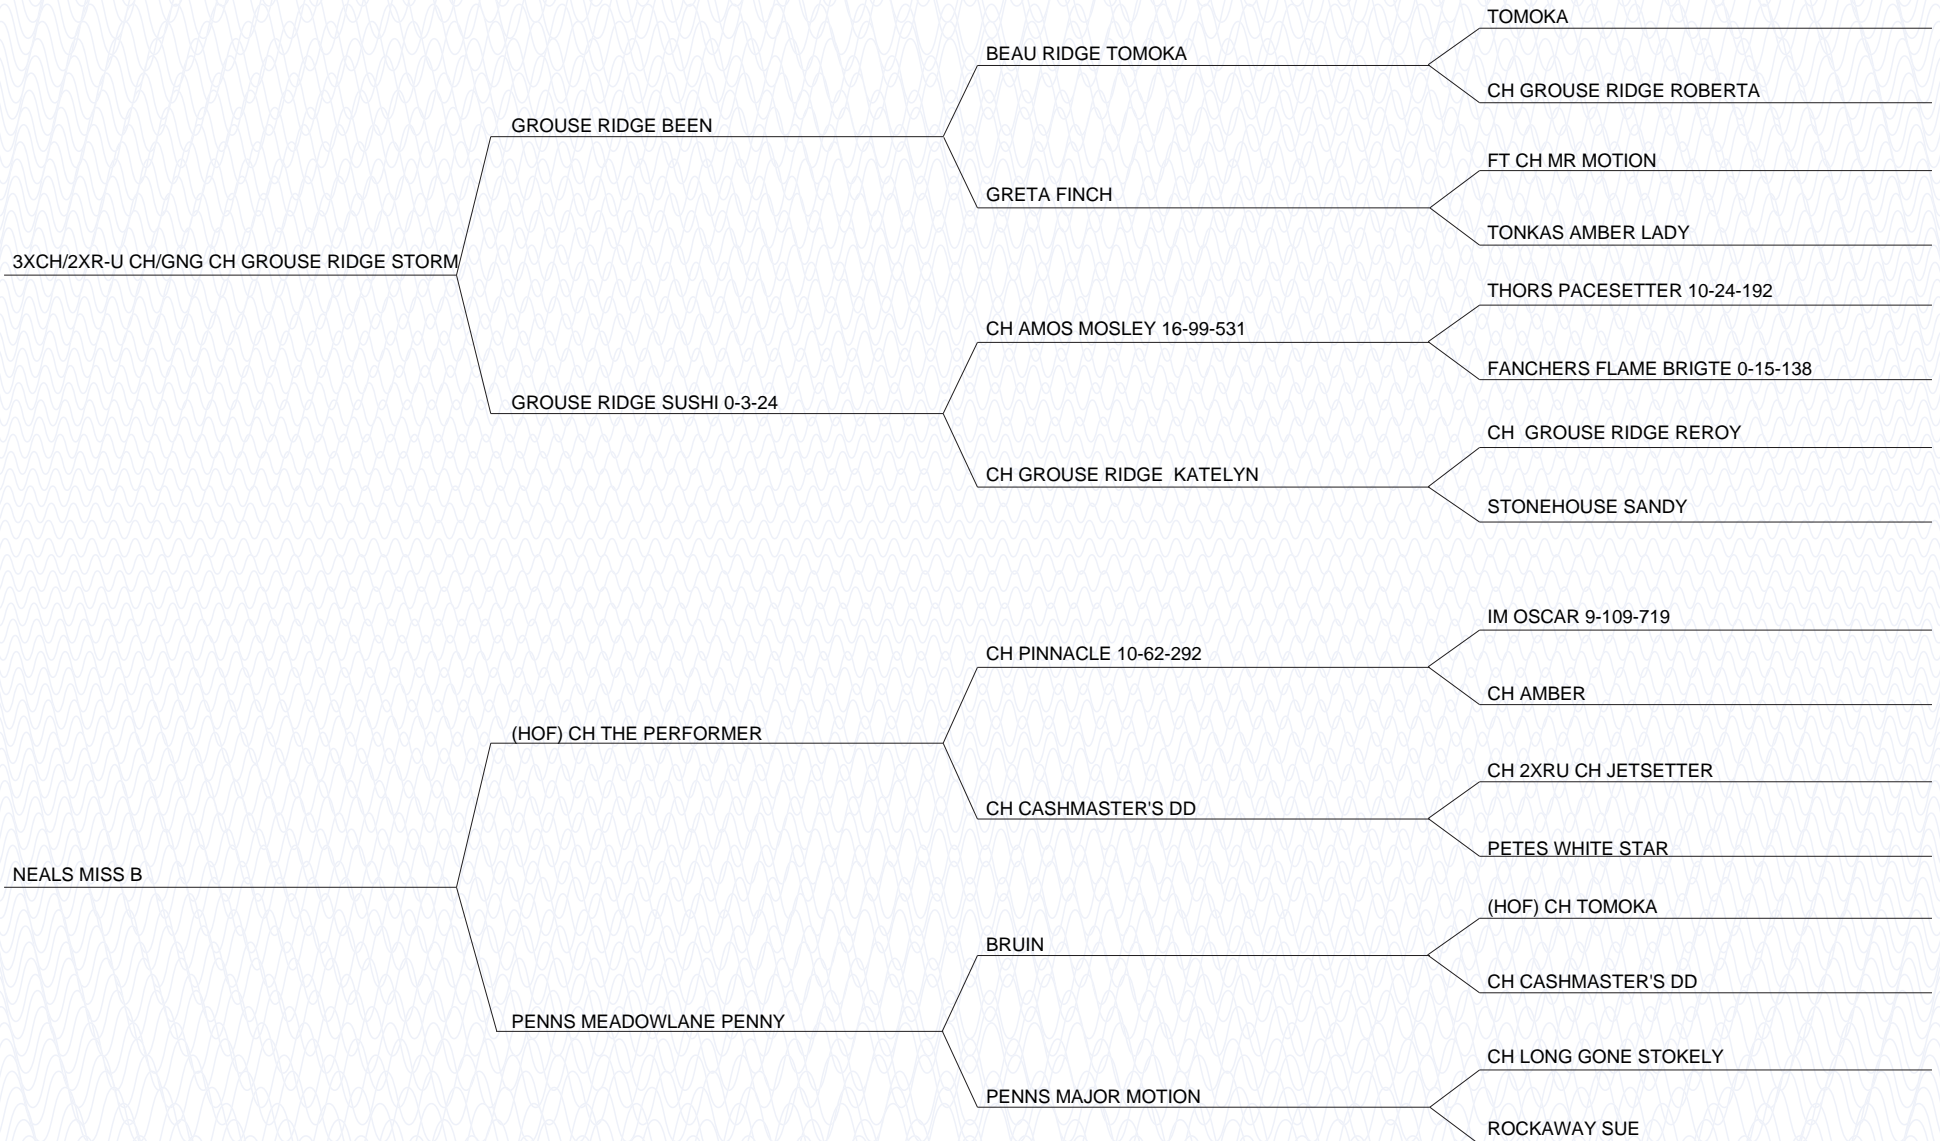 TOMOKA
BEAU RIDGE TOMOKA
CH GROUSE RIDGE ROBERTA
GROUSE RIDGE BEEN
FT CH MR MOTION
GRETA FINCH
TONKAS AMBER LADY
3XCH/2XR-U CH/GNG CH GROUSE RIDGE STORM
THORS PACESETTER 10-24-192
CH AMOS MOSLEY 16-99-531
FANCHERS FLAME BRIGTE 0-15-138
GROUSE RIDGE SUSHI 0-3-24
CH  GROUSE RIDGE REROY
CH GROUSE RIDGE  KATELYN
STONEHOUSE SANDY
IM OSCAR 9-109-719
CH PINNACLE 10-62-292
CH AMBER
(HOF) CH THE PERFORMER
CH 2XRU CH JETSETTER
CH CASHMASTER'S DD
PETES WHITE STAR
NEALS MISS B
(HOF) CH TOMOKA
BRUIN
CH CASHMASTER'S DD
PENNS MEADOWLANE PENNY
CH LONG GONE STOKELY
PENNS MAJOR MOTION
ROCKAWAY SUE